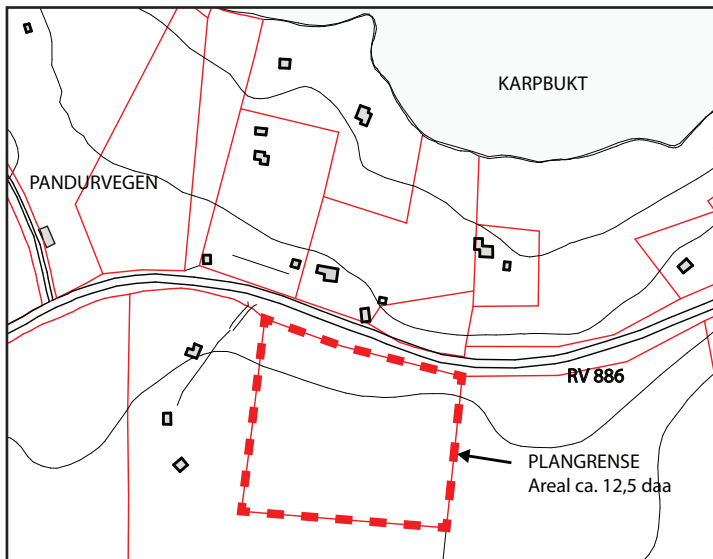 KARPBUKT
PANDURVEGEN
RV 886
PLANGRENSE
Areal ca. 12,5 daa